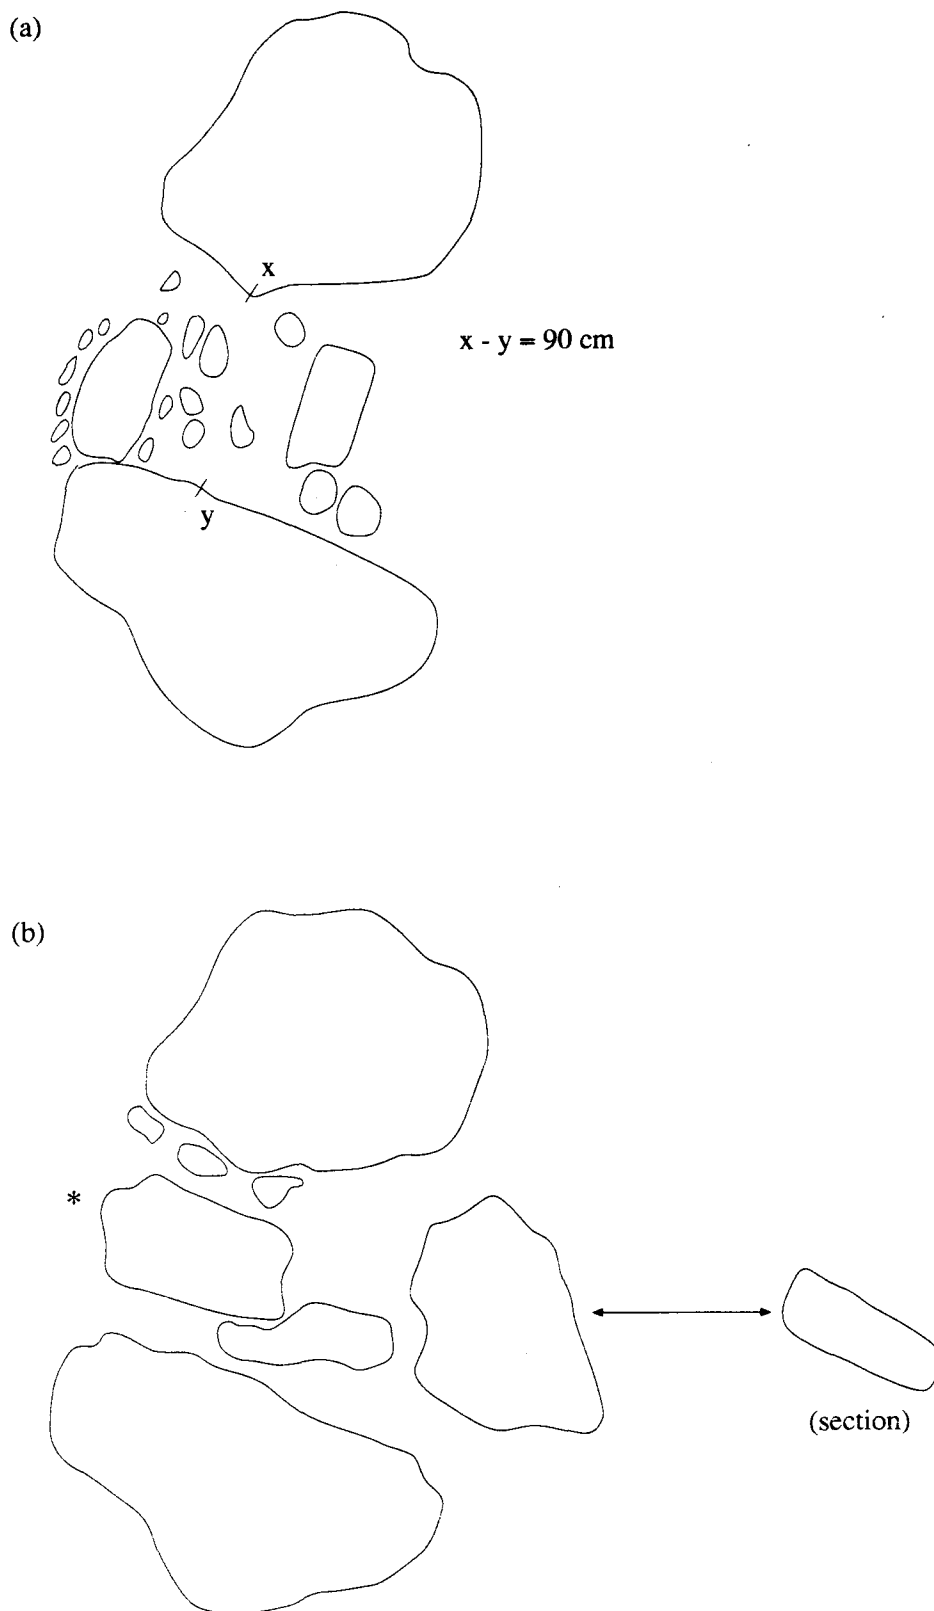 (a)
x
x - y = 90 cm
y
(b)
*
(section)